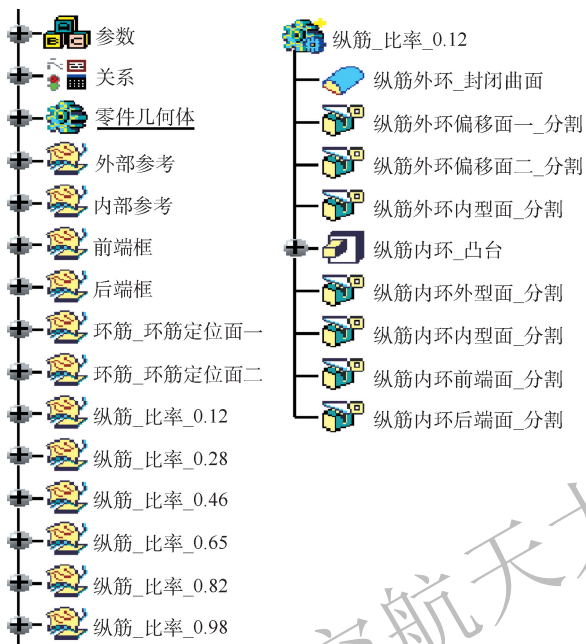 参数
关系
零件几何体
外部参考
内部参考
前端框
后端框
环筋_环筋定位面一
环筋_环筋定位面二
纵筋_比率_0.12
纵筋_比率_0.28
纵筋_比率_0.46
纵筋_比率_0.65
纵筋_比率_0.82
纵筋_比率_0.98
纵筋_比率_0.12
纵筋外环_封闭曲面
纵筋外环偏移面一_分割
纵筋外环偏移面二_分割
纵筋外环内型面_分割
纵筋内环_凸台
纵筋内环外型面_分割
纵筋内环内型面_分割
纵筋内环前端面_分割
纵筋内环后端面_分割
航天大